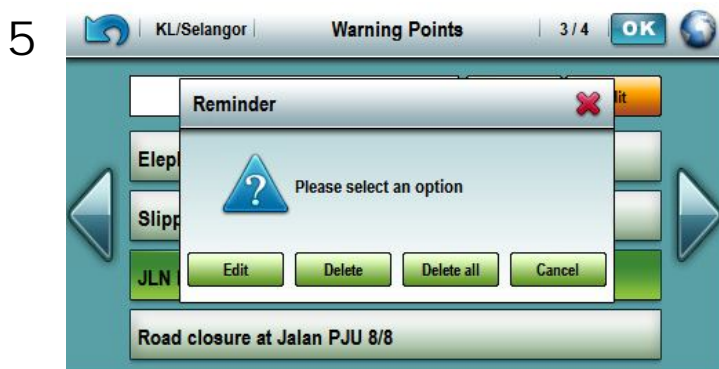 5
KL/Selangor Warning Points 3/4 OK
Reminder
Please select an option
Edit Delete Delete all Cancel
JLN
Road closure at Jalan PJU 8/8